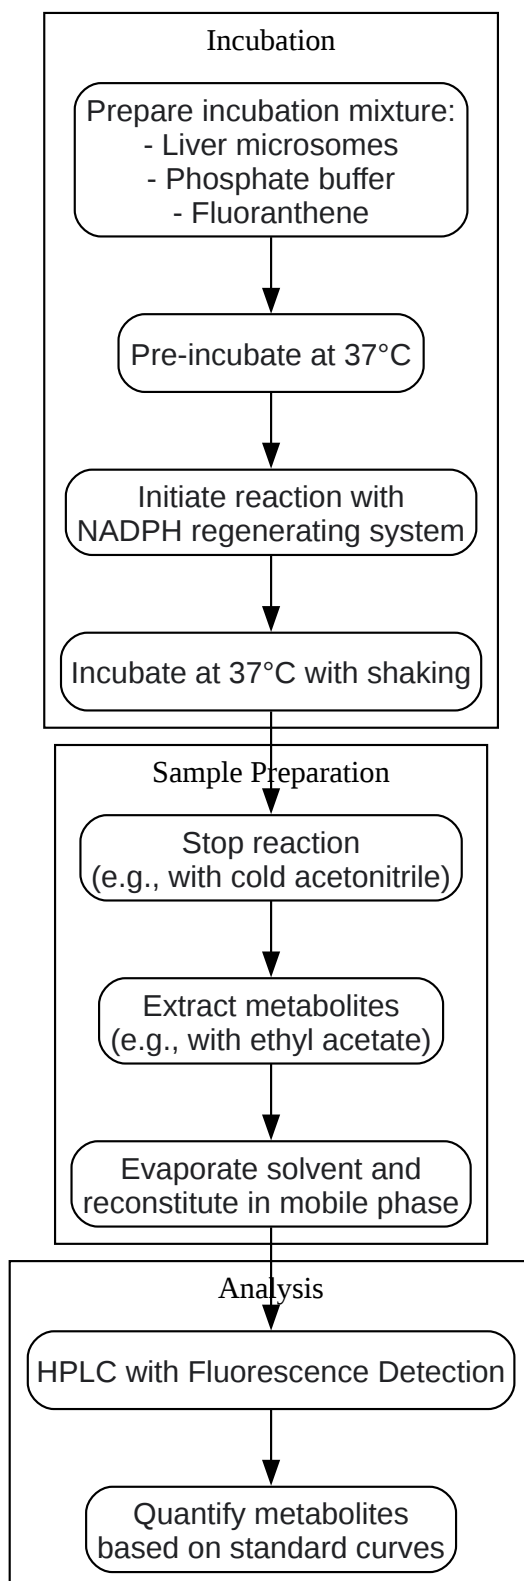 Incubation
Prepare incubation mixture:
- Liver microsomes
- Phosphate buffer
- Fluoranthene
Pre-incubate at 37°C
Initiate reaction with
NADPH regenerating system
Incubate at 37°C with shaking
Sample Preparation
Stop reaction
(e.g., with cold acetonitrile)
Extract metabolites
(e.g., with ethyl acetate)
Evaporate solvent and
reconstitute in mobile phase
Analysis
HPLC with Fluorescence Detection
Quantify metabolites
based on standard curves